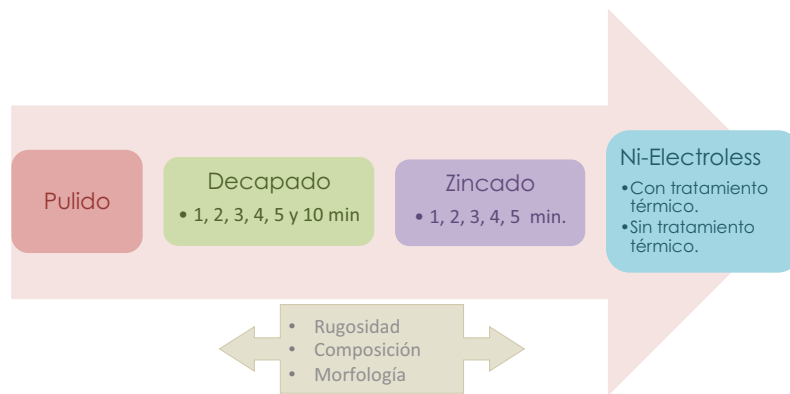 Pulido
Decapado
• 1, 2, 3, 4, 5 y 10 min
Zincado
• 1, 2, 3, 4, 5 min.
Ni-Electroless
•Con tratamiento
térmico.
•Sin tratamiento
térmico.
• Rugosidad
• Composición
• Morfología